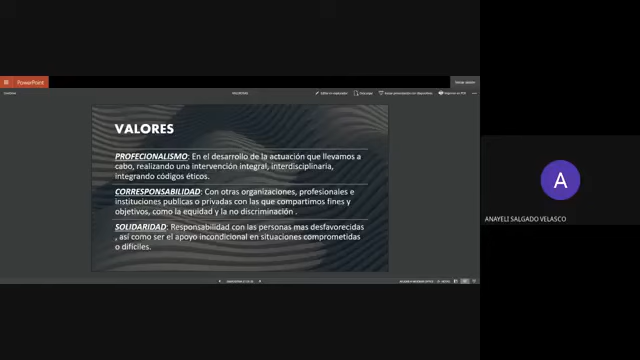 PowerPoint
VALORES
PROFECIONALISMO: En el desarrollo de la actuación que llevamos a
cabo, realizando una intervención integral, interdisciplinaria,
integrando códigos éticos.
CORRESPONSABILIDAD: Con otras organizaciones, profesionales e
instituciones publicas o privadas con las que compartimos fines y
objetivos, como la equidad y la no discriminación .
SOLIDARIDAD: Responsabilidad con las personas mas desfavorecidas
, así como ser el apoyo incondicional en situaciones comprometidas
o difíciles.
A
ANAYELI SALGADO VELASCO